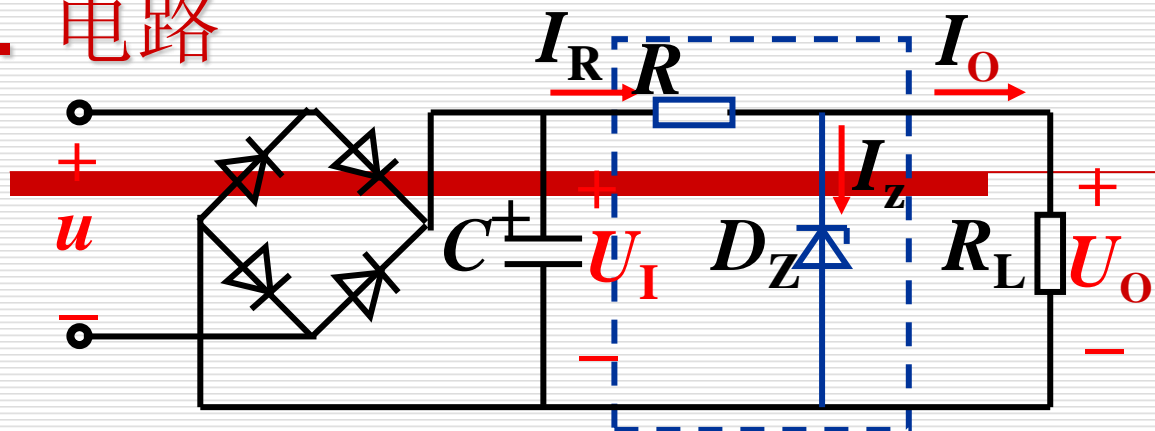 . 电路
I_R R I_O
+ + + I_z +
u C U_I D_Z R_L U_O
− − −